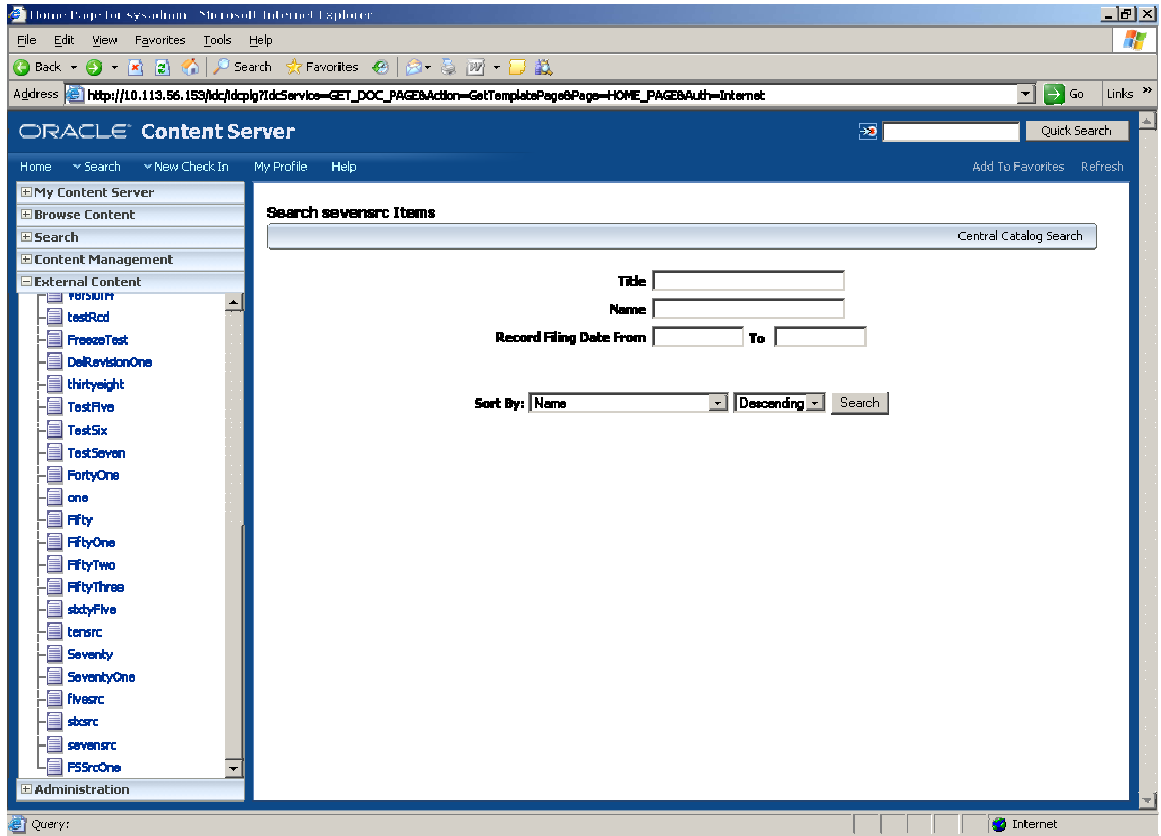 Home Page for sysadmin - Microsoft Internet Explorer
File Edit View Favorites Tools Help
Back Search Favorites
Address http://10.113.56.153/idc/idcplg?IdcService=GET_DOC_PAGE&Action=GetTemplatePage&Page=HOME_PAGE&Auth=Internet Go Links »
ORACLE Content Server Quick Search
Home Search New Check In My Profile Help Add To Favorites Refresh
My Content Server
Browse Content
Search
Content Management
External Content
testRcd
FreezeTest
DelRevisionOne
thirtyeight
TestFive
TestSix
TestSeven
FortyOne
one
Fifty
FiftyOne
FiftyTwo
FiftyThree
sixtyFive
tensrc
Seventy
SeventyOne
fivesrc
sixsrc
sevensrc
FSSrcOne
Administration
Search sevensrc Items
Central Catalog Search
Title
Name
Record Filing Date From To
Sort By: Name Descending Search
Query: Internet